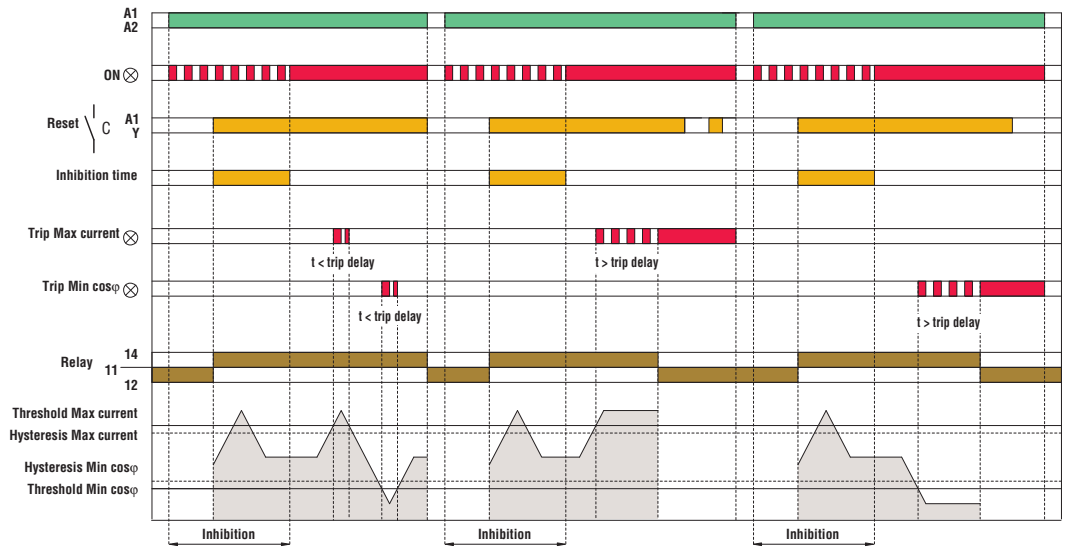 A1
A2
ON
Reset C A1
Y
Inhibition time
Trip Max current
t < trip delay
t > trip delay
Trip Min cosφ
t < trip delay
t > trip delay
Relay 14
11
12
Threshold Max current
Hysteresis Max current
Hysteresis Min cosφ
Threshold Min cosφ
Inhibition
Inhibition
Inhibition